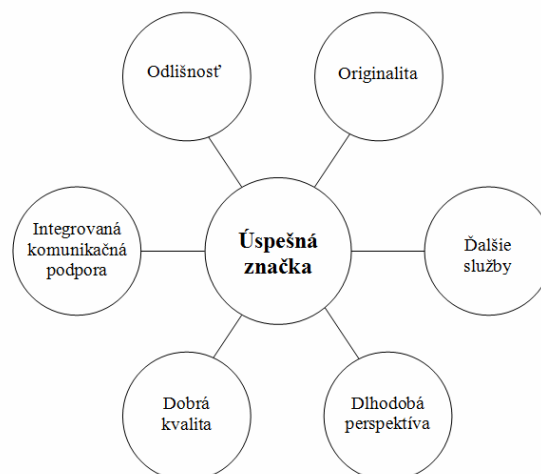 Odlišnosť
Originalita
Integrovaná
komunikačná
podpora
Úspešná
značka
Ďalšie
služby
Dobrá
kvalita
Dlhodobá
perspektíva